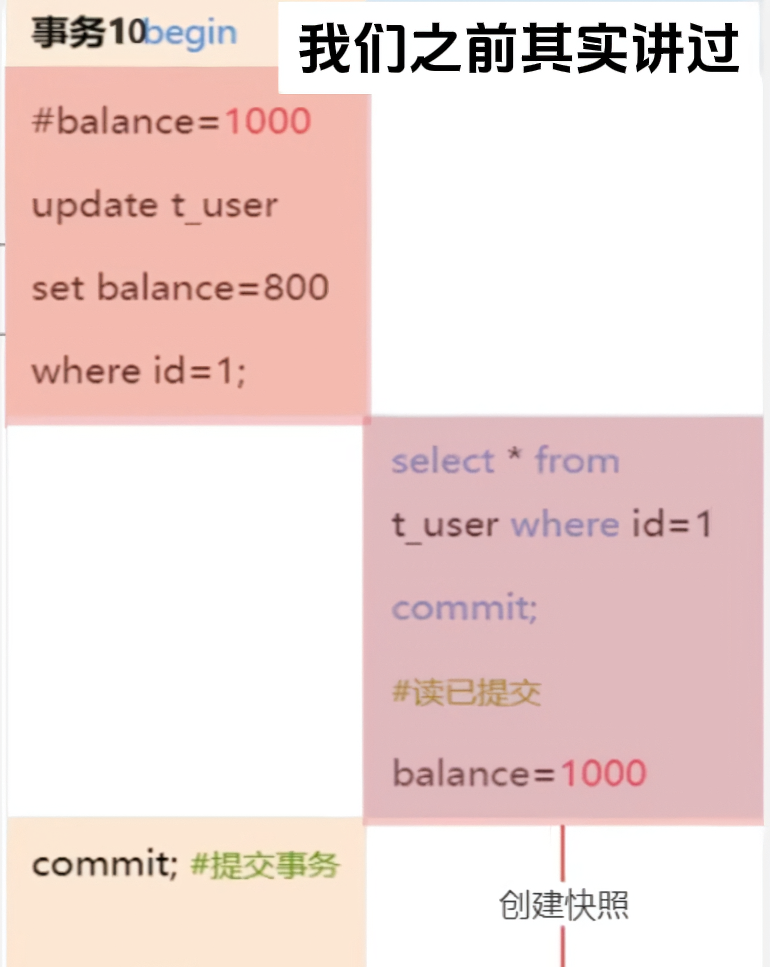 事务10begin
我们之前其实讲过
#balance=1000
update t_user
set balance=800
where id=1;
select * from
t_user where id=1
commit;
#读已提交
balance=1000
commit; #提交事务
创建快照